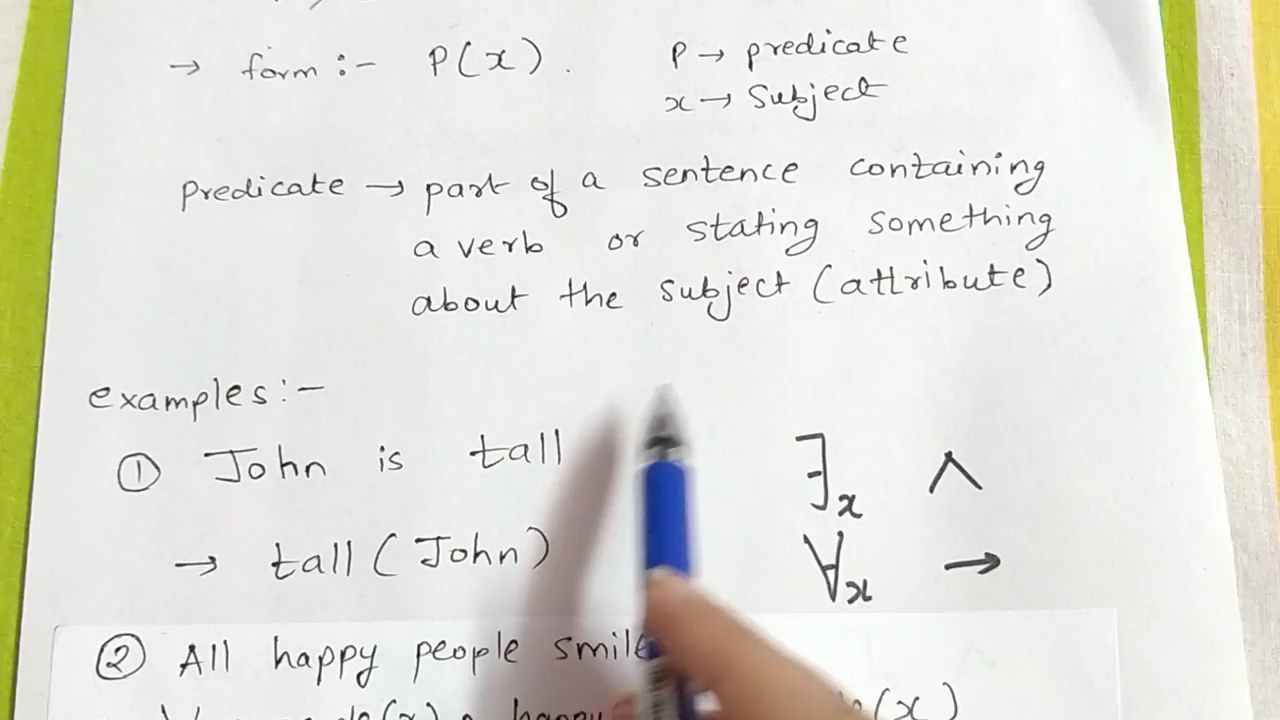 → form :- P(x).
P → predicate
x → Subject
Predicate → part of a sentence containing
a verb or stating something
about the subject (attribute)
examples :-
① John is tall
→ tall (John)
∃x ∧
∀x →
② All happy people smile
(x)